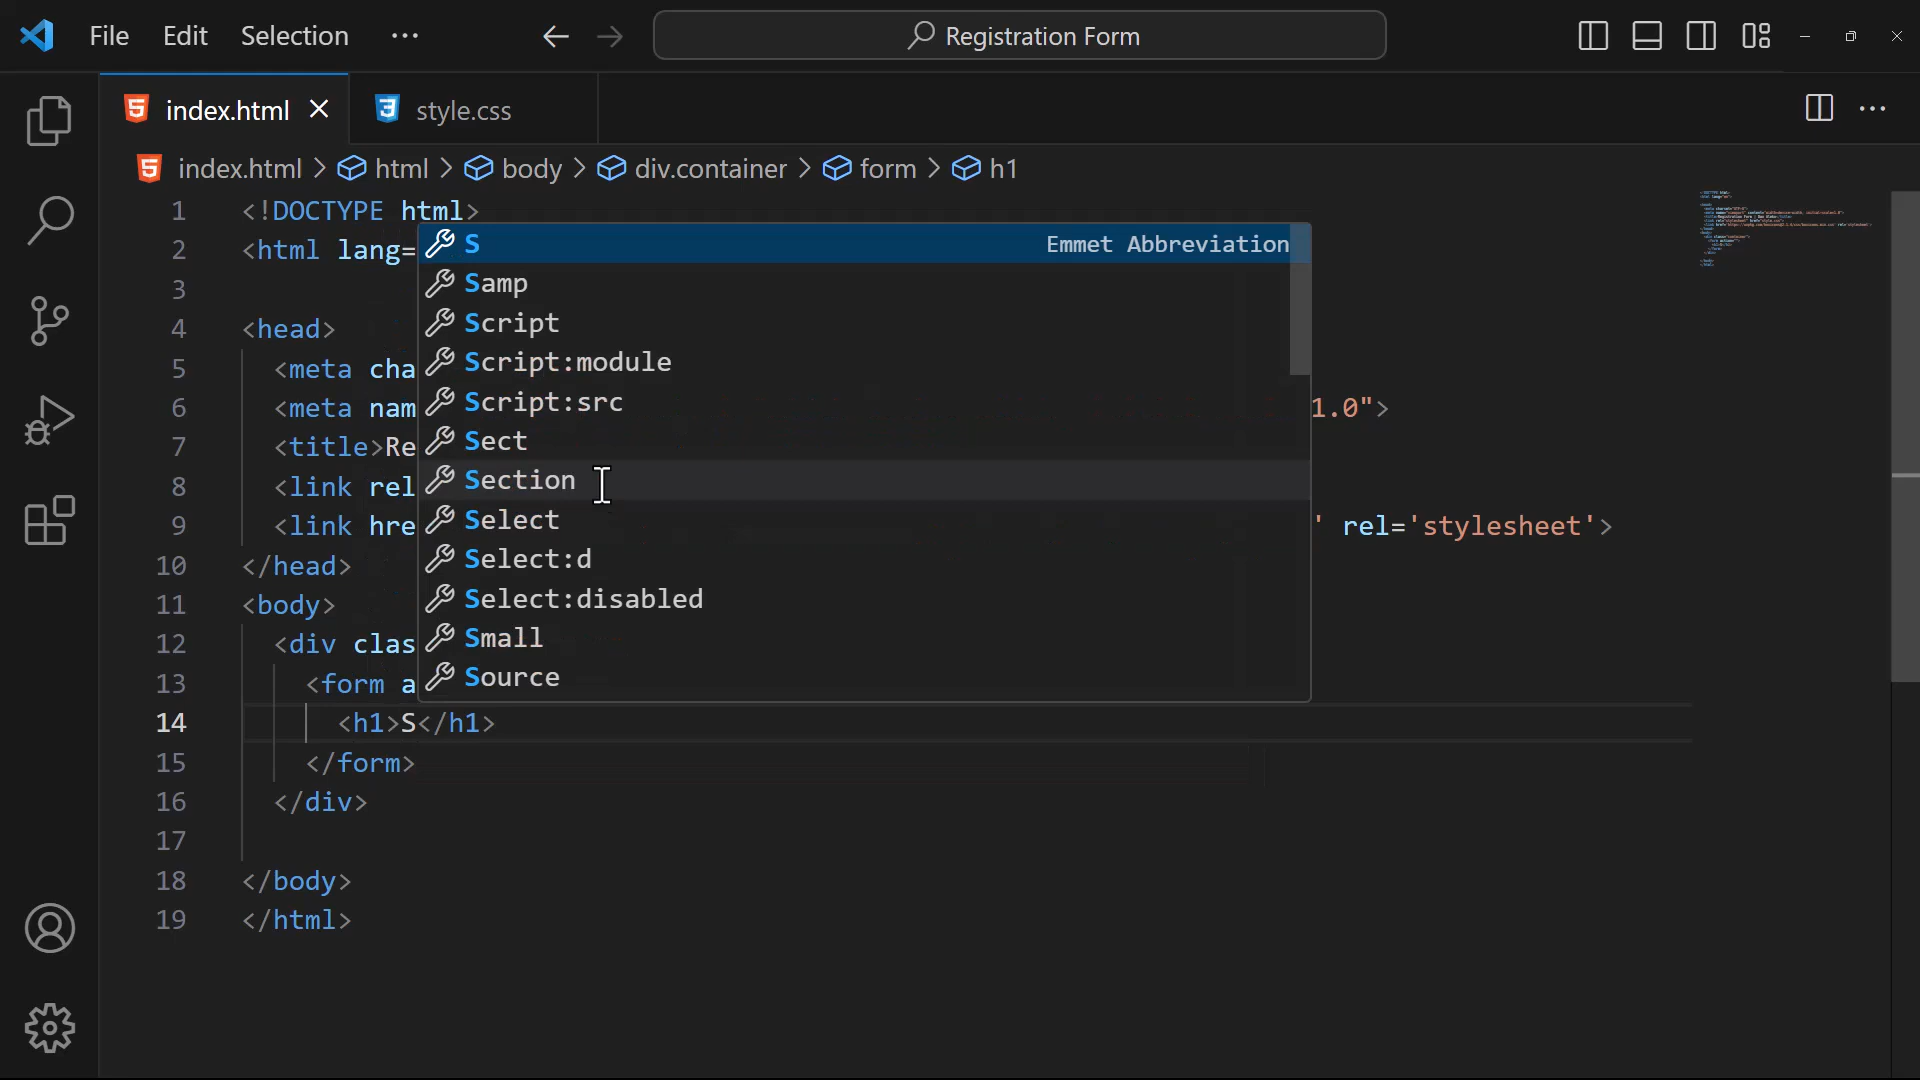 File Edit Selection ··· Registration Form
index.html style.css
index.html > html > body > div.container > form > h1
1 <!DOCTYPE html>
2 <html lang=
S Emmet Abbreviation
3
Samp
4 <head>
Script
5 <meta cha
Script:module
6 <meta nam 1.0">
Script:src
7 <title>Re
Sect
8 <link rel
Section
9 <link hre ' rel='stylesheet'>
Select
10 </head>
Select:d
11 <body>
Select:disabled
12 <div clas
Small
13 <form a
Source
14 <h1>S</h1>
15 </form>
16 </div>
17
18 </body>
19 </html>